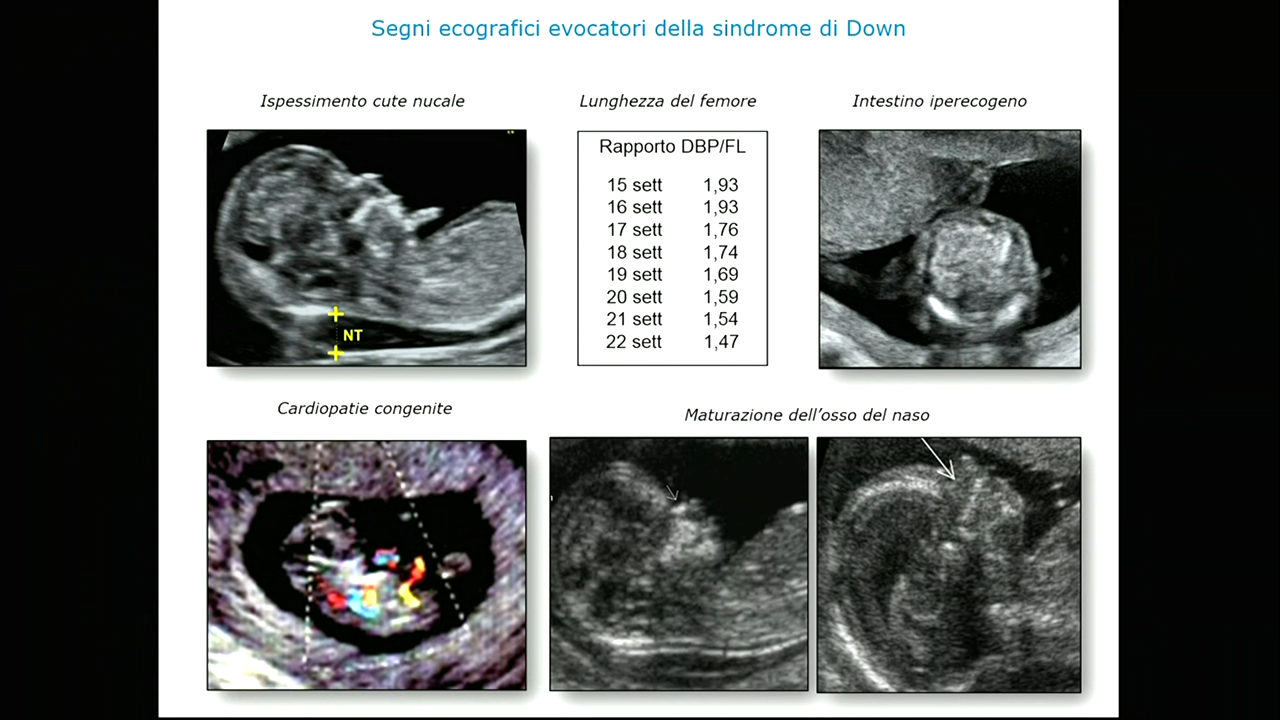 Segni ecografici evocatori della sindrome di Down
Ispessimento cute nucale
Lunghezza del femore
Intestino iperecogeno
NT
Rapporto DBP/FL
15 sett 1,93
16 sett 1,93
17 sett 1,76
18 sett 1,74
19 sett 1,69
20 sett 1,59
21 sett 1,54
22 sett 1,47
Cardiopatie congenite
Maturazione dell’osso del naso